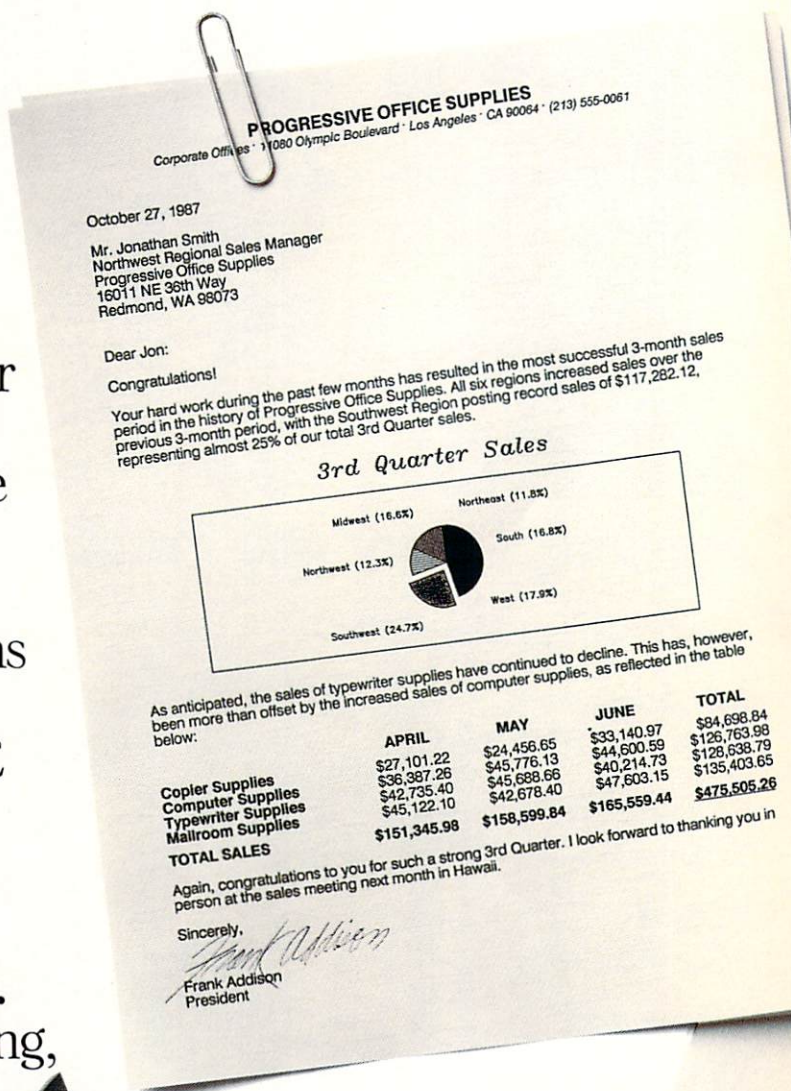 PROGRESSIVE OFFICE SUPPLIES
Corporate Offices · 11080 Olympic Boulevard · Los Angeles · CA 90064 · (213) 555-0061
October 27, 1987
Mr. Jonathan Smith
Northwest Regional Sales Manager
Progressive Office Supplies
16011 NE 36th Way
Redmond, WA 98073
Dear Jon:
Congratulations!
Your hard work during the past few months has resulted in the most successful 3-month sales
period in the history of Progressive Office Supplies. All six regions increased sales over the
previous 3-month period, with the Southwest Region posting record sales of $117,282.12,
representing almost 25% of our total 3rd Quarter sales.
3rd Quarter Sales
Midwest (16.6%) Northeast (11.8%)
Northwest (12.3%) South (16.8%)
Southwest (24.7%) West (17.9%)
As anticipated, the sales of typewriter supplies have continued to decline. This has, however,
been more than offset by the increased sales of computer supplies, as reflected in the table
below:
APRIL MAY JUNE TOTAL
Copier Supplies $27,101.22 $24,456.65 $33,140.97 $84,698.84
Computer Supplies $36,387.26 $45,776.13 $44,600.59 $126,763.98
Typewriter Supplies $42,735.40 $45,688.66 $40,214.73 $128,638.79
Mailroom Supplies $45,122.10 $42,678.40 $47,603.15 $135,403.65
TOTAL SALES $151,345.98 $158,599.84 $165,559.44 $475,505.26
Again, congratulations to you for such a strong 3rd Quarter. I look forward to thanking you in
person at the sales meeting next month in Hawaii.
Sincerely,
Frank Addison
Frank Addison
President